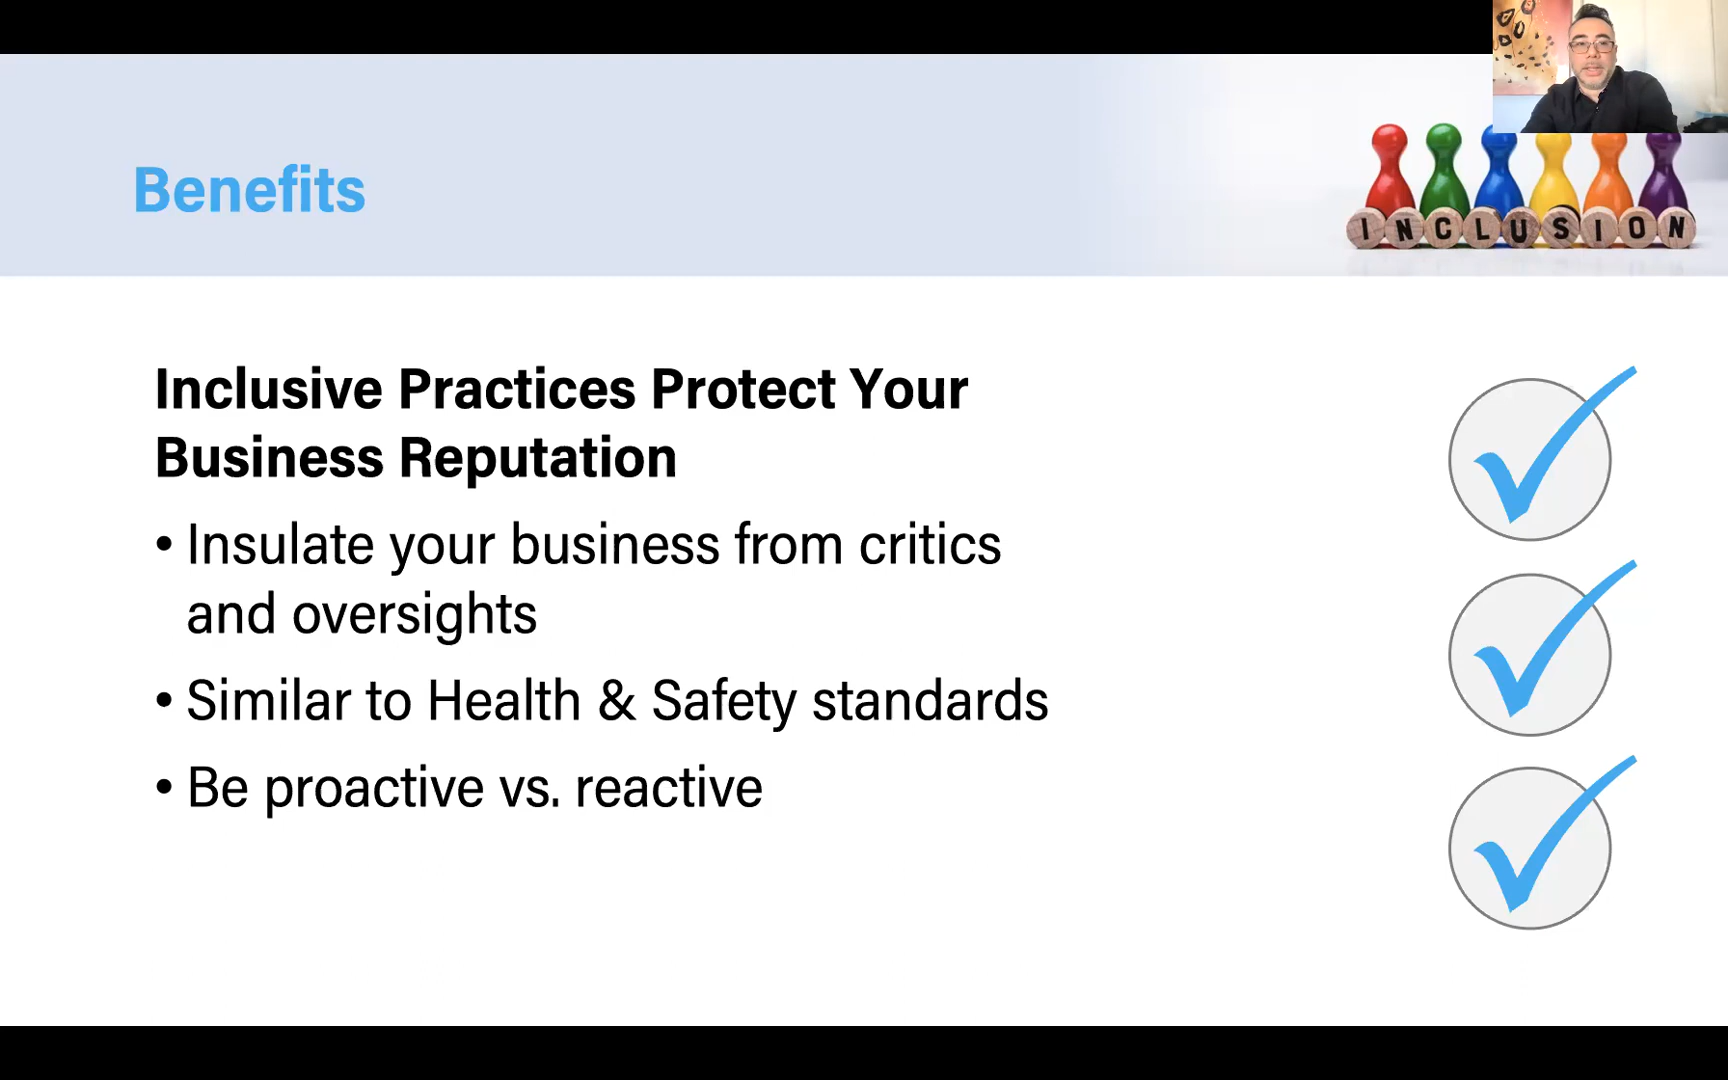 Benefits
INCLUSION
Inclusive Practices Protect Your
Business Reputation
• Insulate your business from critics
and oversights
• Similar to Health & Safety standards
• Be proactive vs. reactive